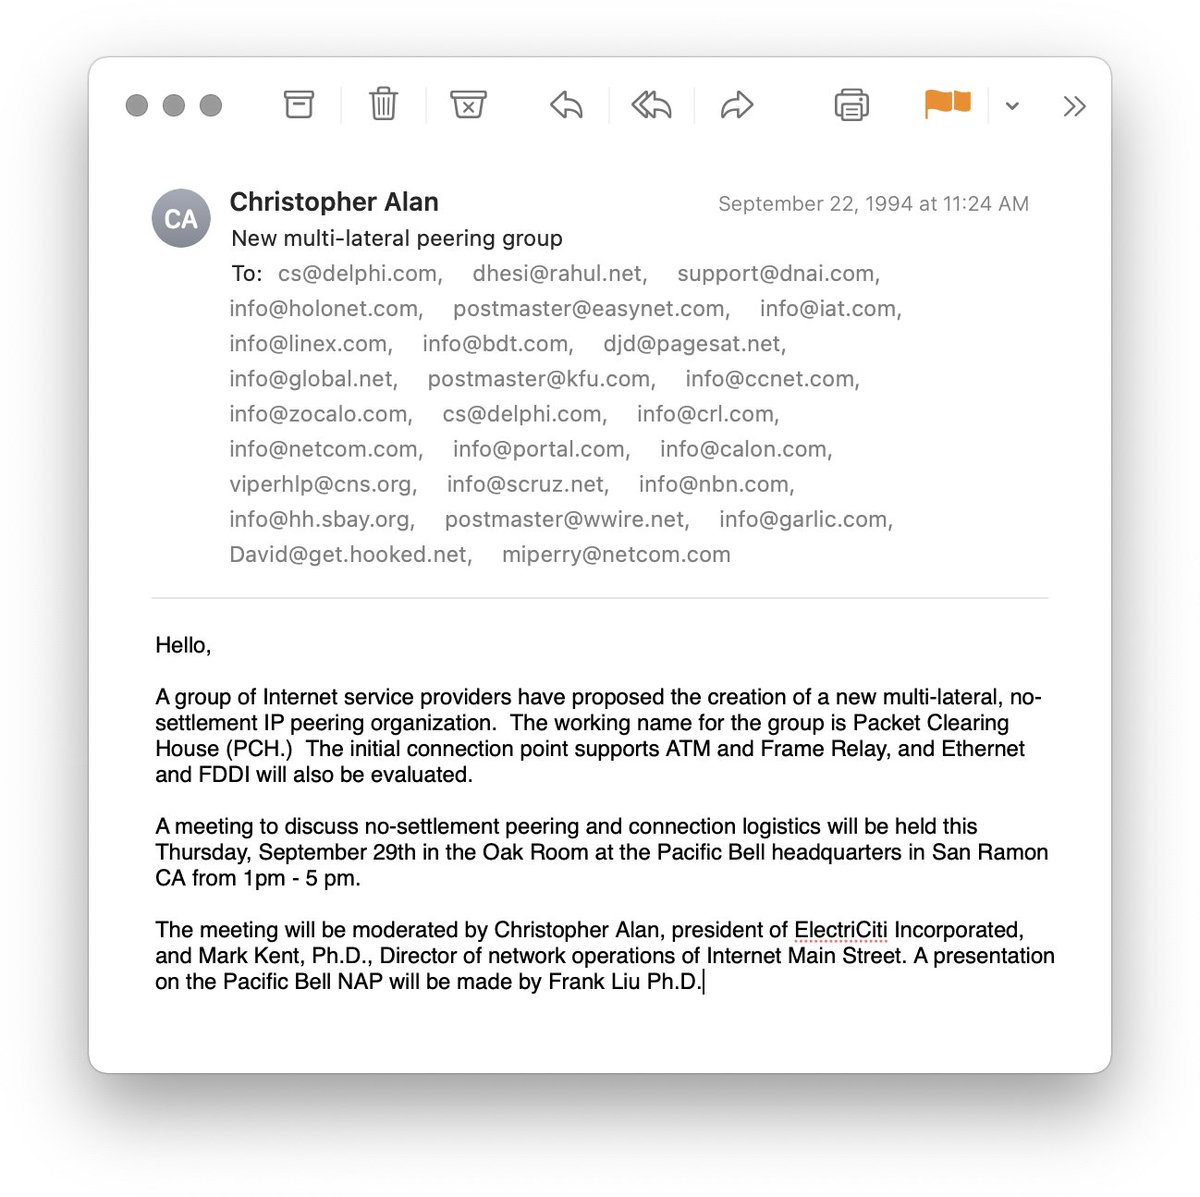 CA
Christopher Alan
September 22, 1994 at 11:24 AM
New multi-lateral peering group
To: cs@delphi.com, dhesi@rahul.net, support@dnai.com,
info@holonet.com, postmaster@easynet.com, info@iat.com,
info@linex.com, info@bdt.com, djd@pagesat.net,
info@global.net, postmaster@kfu.com, info@ccnet.com,
info@zocalo.com, cs@delphi.com, info@crl.com,
info@netcom.com, info@portal.com, info@calon.com,
viperhlp@cns.org, info@scruz.net, info@nbn.com,
info@hh.sbay.org, postmaster@wwire.net, info@garlic.com,
David@get.hooked.net, miperry@netcom.com
Hello,
A group of Internet service providers have proposed the creation of a new multi-lateral, no-
settlement IP peering organization.  The working name for the group is Packet Clearing
House (PCH.)  The initial connection point supports ATM and Frame Relay, and Ethernet
and FDDI will also be evaluated.
A meeting to discuss no-settlement peering and connection logistics will be held this
Thursday, September 29th in the Oak Room at the Pacific Bell headquarters in San Ramon
CA from 1pm - 5 pm.
The meeting will be moderated by Christopher Alan, president of ElectriCiti Incorporated,
and Mark Kent, Ph.D., Director of network operations of Internet Main Street. A presentation
on the Pacific Bell NAP will be made by Frank Liu Ph.D.